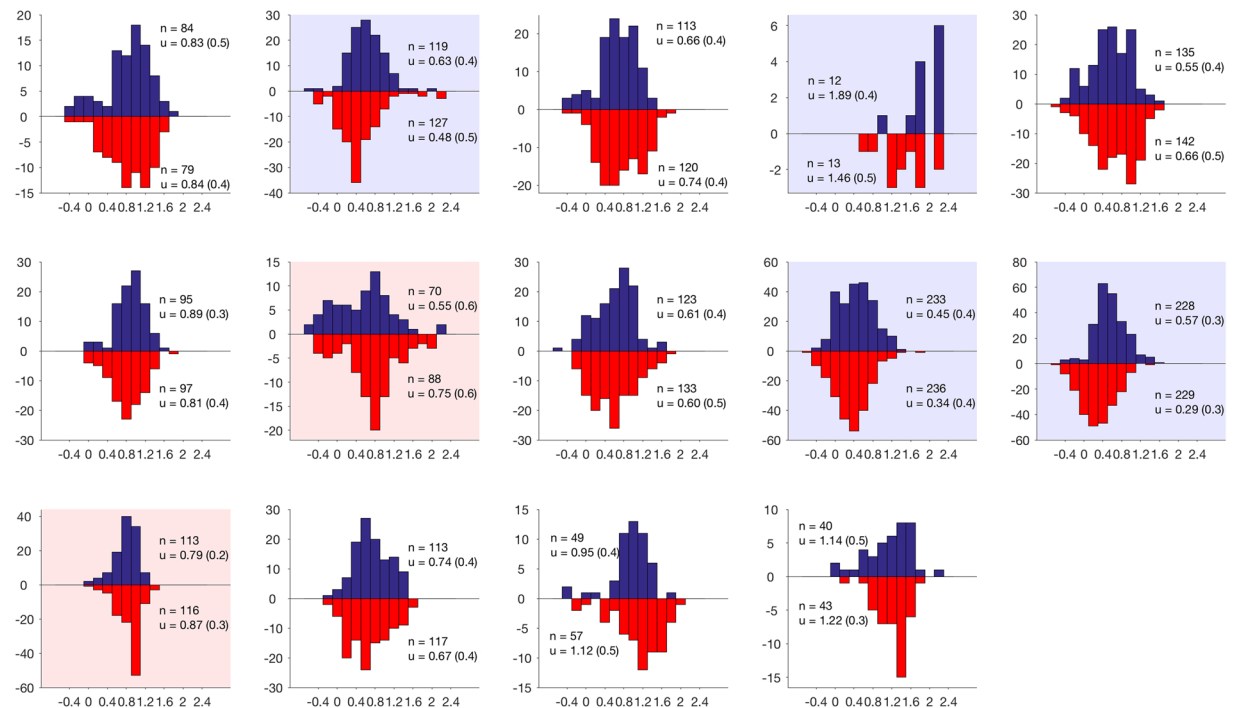 20
15
10
5
0
-5
-10
-15
n = 84
u = 0.83 (0.5)
n = 79
u = 0.84 (0.4)
-0.4 0 0.4 0.8 1.2 1.6 2 2.4
30
20
10
0
-10
-20
-30
-40
n = 119
u = 0.63 (0.4)
n = 127
u = 0.48 (0.5)
-0.4 0 0.4 0.8 1.2 1.6 2 2.4
20
10
0
-10
-20
n = 113
u = 0.66 (0.4)
n = 120
u = 0.74 (0.4)
-0.4 0 0.4 0.8 1.2 1.6 2 2.4
6
4
2
0
-2
n = 12
u = 1.89 (0.4)
n = 13
u = 1.46 (0.5)
-0.4 0 0.4 0.8 1.2 1.6 2 2.4
30
20
10
0
-10
-20
-30
n = 135
u = 0.55 (0.4)
n = 142
u = 0.66 (0.5)
-0.4 0 0.4 0.8 1.2 1.6 2 2.4
30
20
10
0
-10
-20
-30
n = 95
u = 0.89 (0.3)
n = 97
u = 0.81 (0.4)
-0.4 0 0.4 0.8 1.2 1.6 2 2.4
15
10
5
0
-5
-10
-15
-20
n = 70
u = 0.55 (0.6)
n = 88
u = 0.75 (0.6)
-0.4 0 0.4 0.8 1.2 1.6 2 2.4
30
20
10
0
-10
-20
-30
n = 123
u = 0.61 (0.4)
n = 133
u = 0.60 (0.5)
-0.4 0 0.4 0.8 1.2 1.6 2 2.4
60
40
20
0
-20
-40
-60
n = 233
u = 0.45 (0.4)
n = 236
u = 0.34 (0.4)
-0.4 0 0.4 0.8 1.2 1.6 2 2.4
80
60
40
20
0
-20
-40
-60
n = 228
u = 0.57 (0.3)
n = 229
u = 0.29 (0.3)
-0.4 0 0.4 0.8 1.2 1.6 2 2.4
40
20
0
-20
-40
-60
n = 113
u = 0.79 (0.2)
n = 116
u = 0.87 (0.3)
-0.4 0 0.4 0.8 1.2 1.6 2 2.4
30
20
10
0
-10
-20
-30
n = 113
u = 0.74 (0.4)
n = 117
u = 0.67 (0.4)
-0.4 0 0.4 0.8 1.2 1.6 2 2.4
15
10
5
0
-5
-10
-15
n = 49
u = 0.95 (0.4)
n = 57
u = 1.12 (0.5)
-0.4 0 0.4 0.8 1.2 1.6 2 2.4
10
5
0
-5
-10
-15
n = 40
u = 1.14 (0.5)
n = 43
u = 1.22 (0.3)
-0.4 0 0.4 0.8 1.2 1.6 2 2.4